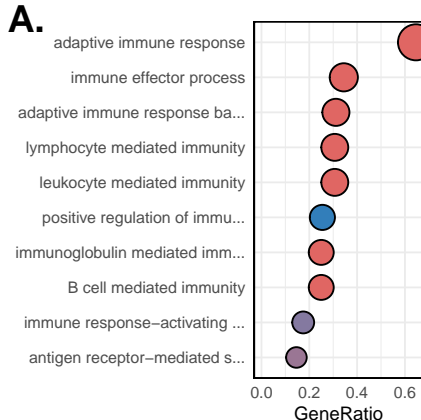 A.
adaptive immune response
immune effector process
adaptive immune response ba...
lymphocyte mediated immunity
leukocyte mediated immunity
positive regulation of immu...
immunoglobulin mediated imm...
B cell mediated immunity
immune response−activating ...
antigen receptor−mediated s...
0.0 0.2 0.4 0.6
GeneRatio